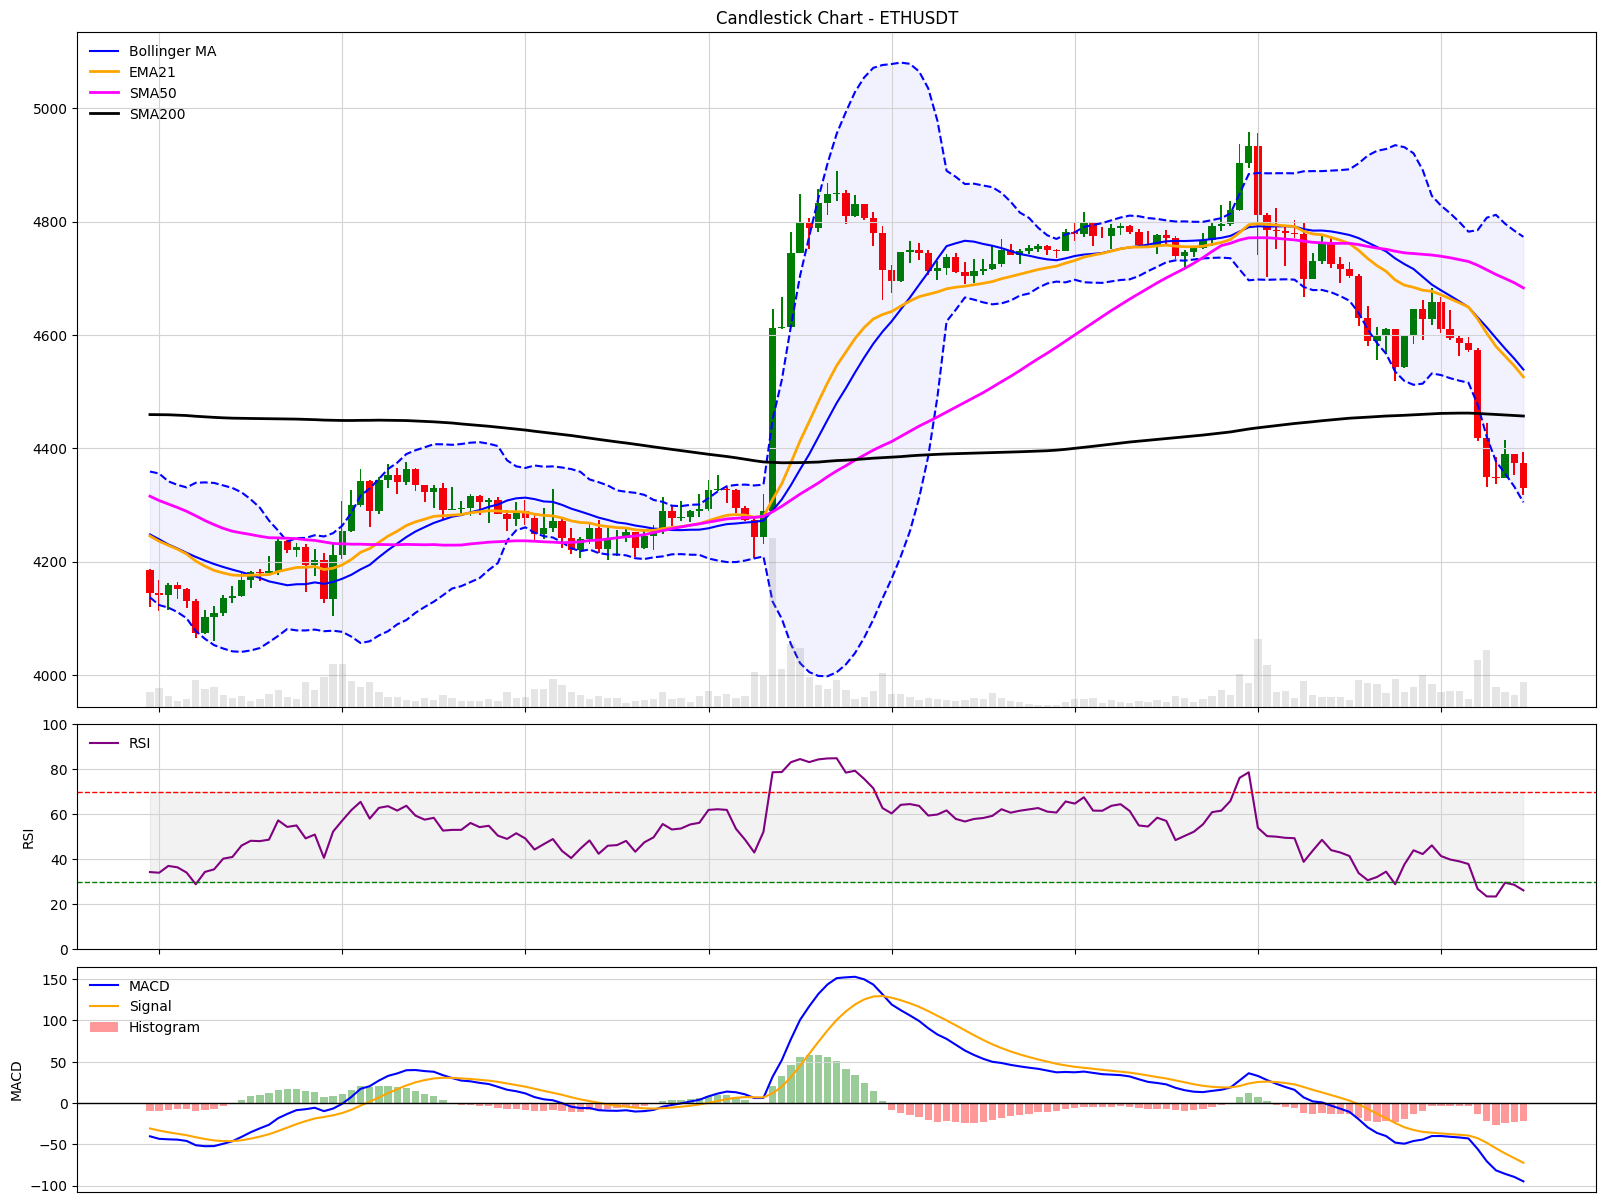 Candlestick Chart - ETHUSDT
Bollinger MA
EMA21
SMA50
SMA200
5000
4800
4600
4400
4200
4000
RSI
100
80
60
40
20
0
RSI
MACD
Signal
Histogram
150
100
50
0
−50
−100
MACD